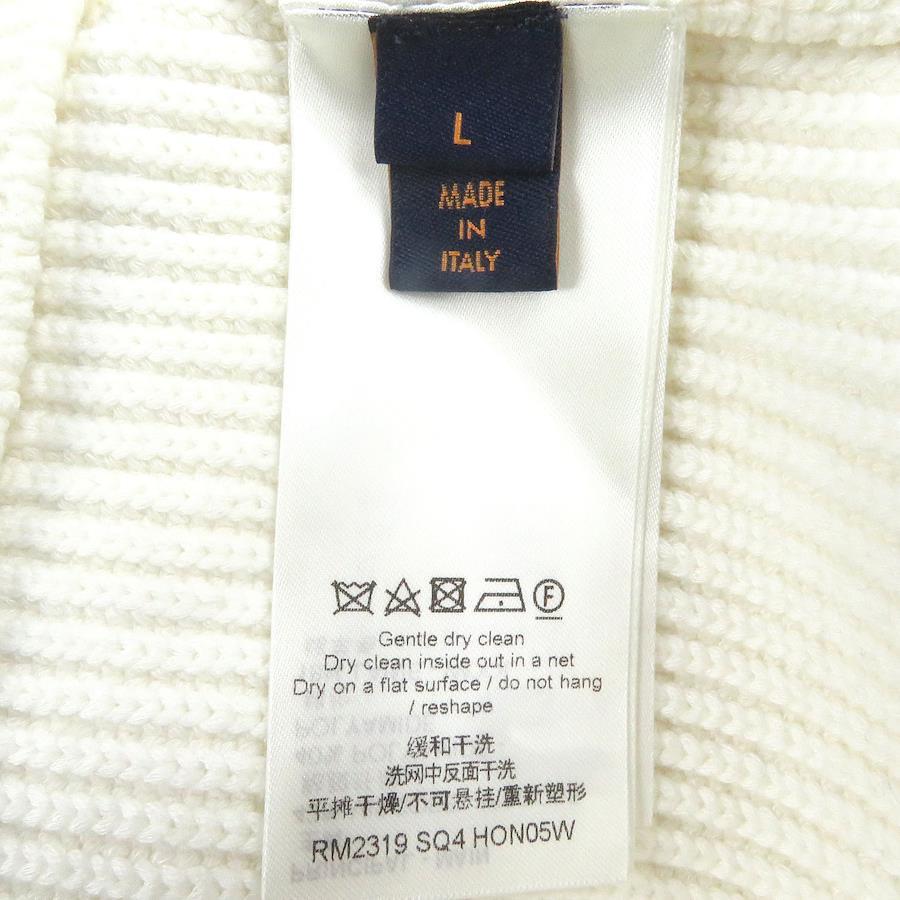 L
MADE
IN
ITALY
F
Gentle dry clean
Dry clean inside out in a net
Dry on a flat surface / do not hang
/ reshape
缓和干洗
洗网中反面干洗
平摊干燥/不可悬挂/重新塑形
RM2319 SQ4 HON05W